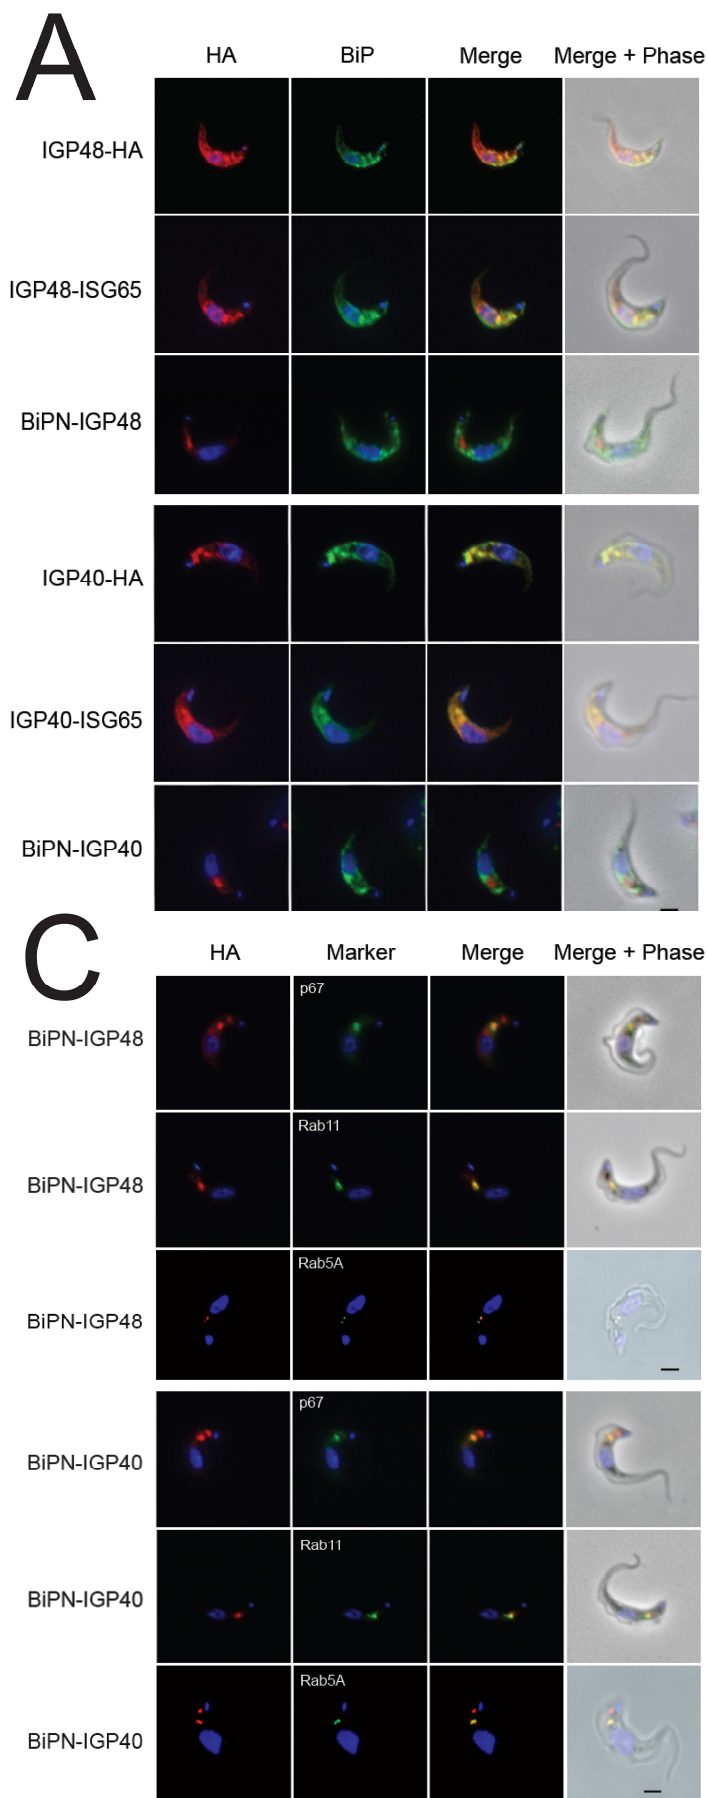 A
HA BiP Merge Merge + Phase
IGP48-HA
IGP48-ISG65
BiPN-IGP48
IGP40-HA
IGP40-ISG65
BiPN-IGP40
C
HA Marker Merge Merge + Phase
p67
BiPN-IGP48
Rab11
BiPN-IGP48
Rab5A
BiPN-IGP48
p67
BiPN-IGP40
Rab11
BiPN-IGP40
Rab5A
BiPN-IGP40